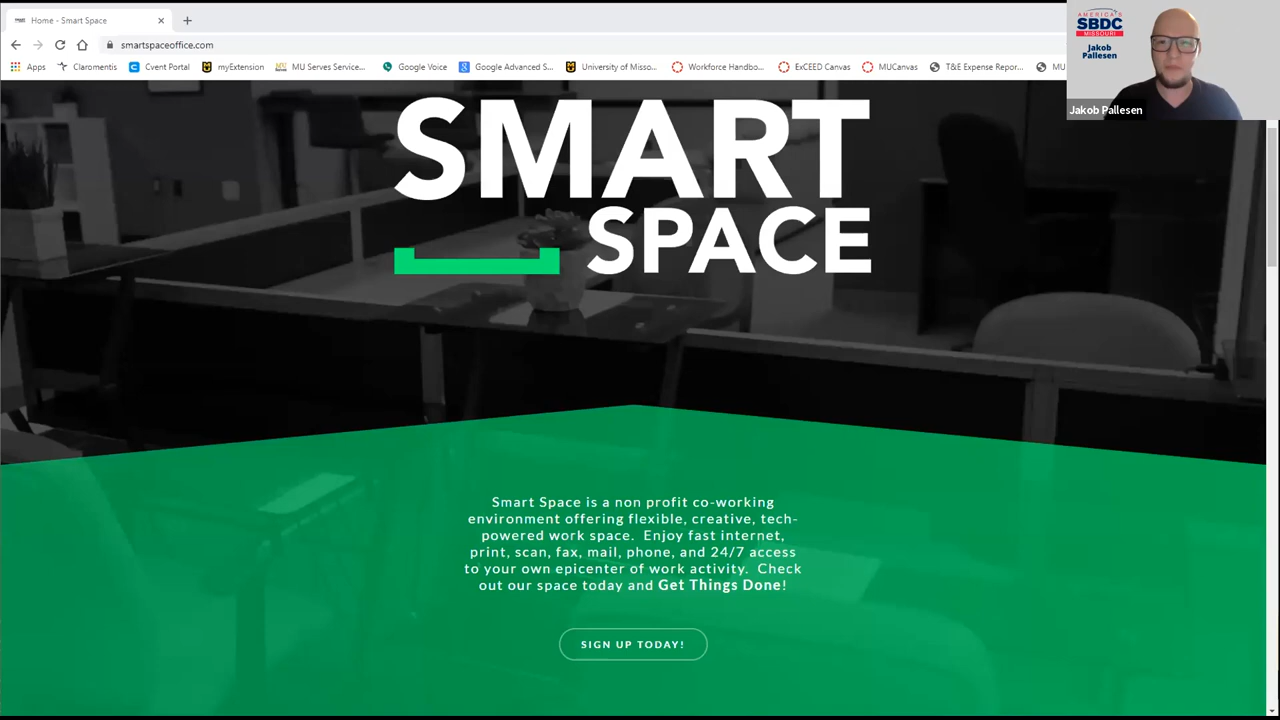 Home - Smart Space
smartspaceoffice.com
Apps
Claromentis
Cvent Portal
myExtension
MU Serves Service...
Google Voice
Google Advanced S...
University of Misso...
Workforce Handbo...
ExCEED Canvas
MUCanvas
T&E Expense Repor...
MU
AMERICA'S
SBDC
MISSOURI
Jakob
Pallesen
Jakob Pallesen
SMART
SPACE
Smart Space is a non profit co-working
environment offering flexible, creative, tech-
powered work space. Enjoy fast internet,
print, scan, fax, mail, phone, and 24/7 access
to your own epicenter of work activity. Check
out our space today and Get Things Done!
SIGN UP TODAY!